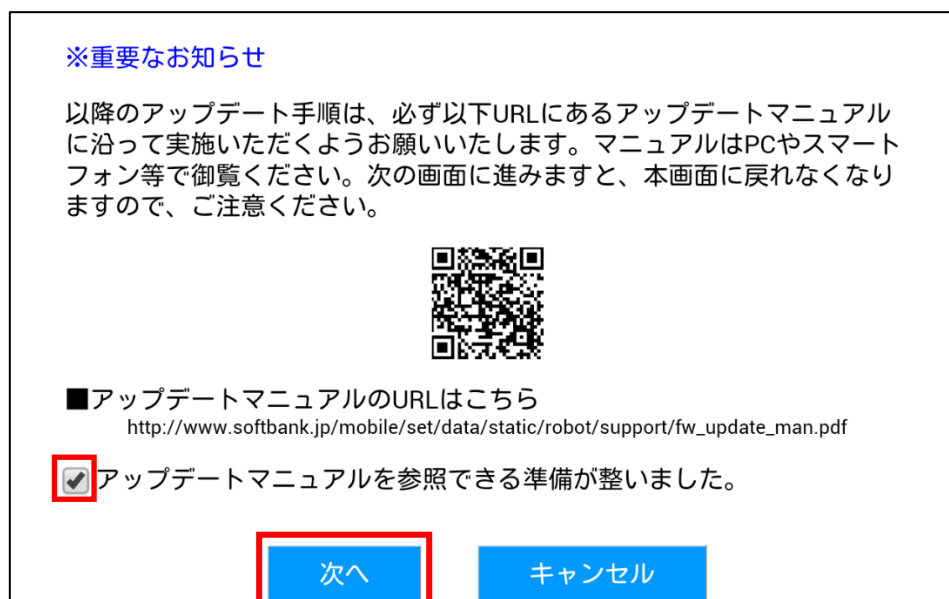 ※重要なお知らせ
以降のアップデート手順は、必ず以下URLにあるアップデートマニュアル
に沿って実施いただくようお願いいたします。マニュアルはPCやスマート
フォン等で御覧ください。次の画面に進みますと、本画面に戻れなくなり
ますので、ご注意ください。
■アップデートマニュアルのURLはこちら
http://www.softbank.jp/mobile/set/data/static/robot/support/fw_update_man.pdf
アップデートマニュアルを参照できる準備が整いました。
次へ
キャンセル